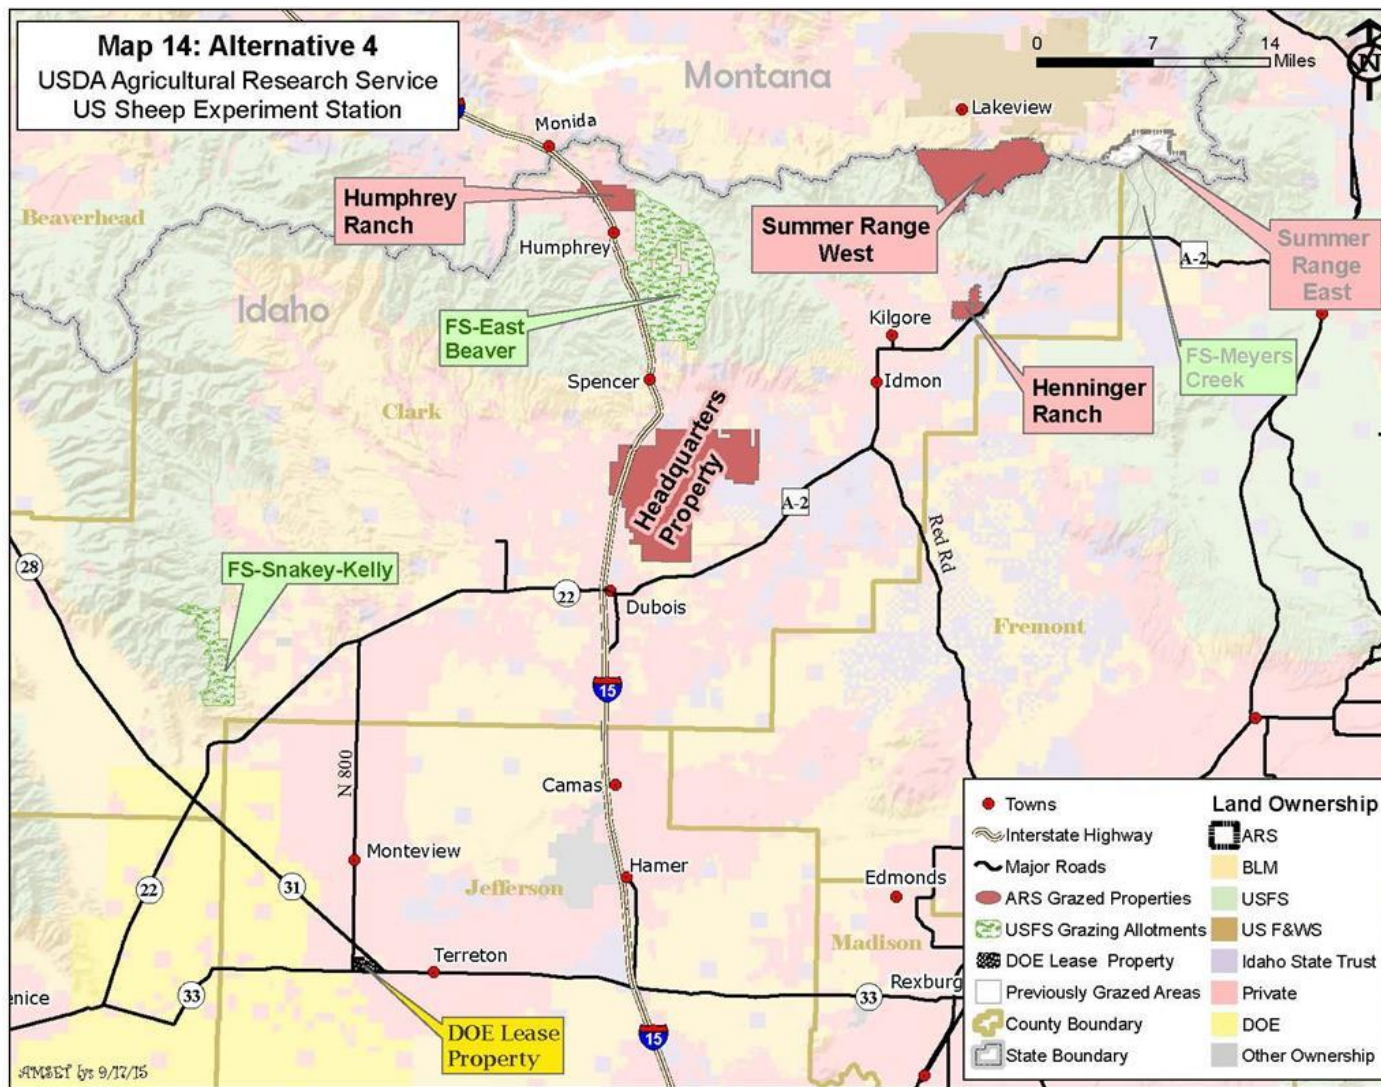 Map 14: Alternative 4
USDA Agricultural Research Service
US Sheep Experiment Station
Montana
0 7 14
Miles
N
Lakeview
Monida
Humphrey
Ranch
Beaverhead
Summer Range
West
Humphrey
Summer
Range
East
A-2
Idaho
FS-East
Beaver
Kilgore
FS-Meyers
Creek
Spencer
Idmon
Henninger
Ranch
Clark
Headquarters
Property
A-2
Red Rd
28
FS-Snakey-Kelly
22
Dubois
Fremont
15
N 800
Camas
Monteview
Hamer
Edmonds
22
31
Jefferson
Madison
Terreton
Rexburg
enice
33
33
DOE Lease
Property
15
Towns
Interstate Highway
Major Roads
ARS Grazed Properties
USFS Grazing Allotments
DOE Lease Property
Previously Grazed Areas
County Boundary
State Boundary
Land Ownership
ARS
BLM
USFS
US F&WS
Idaho State Trust
Private
DOE
Other Ownership
AMSET lys 9/17/15